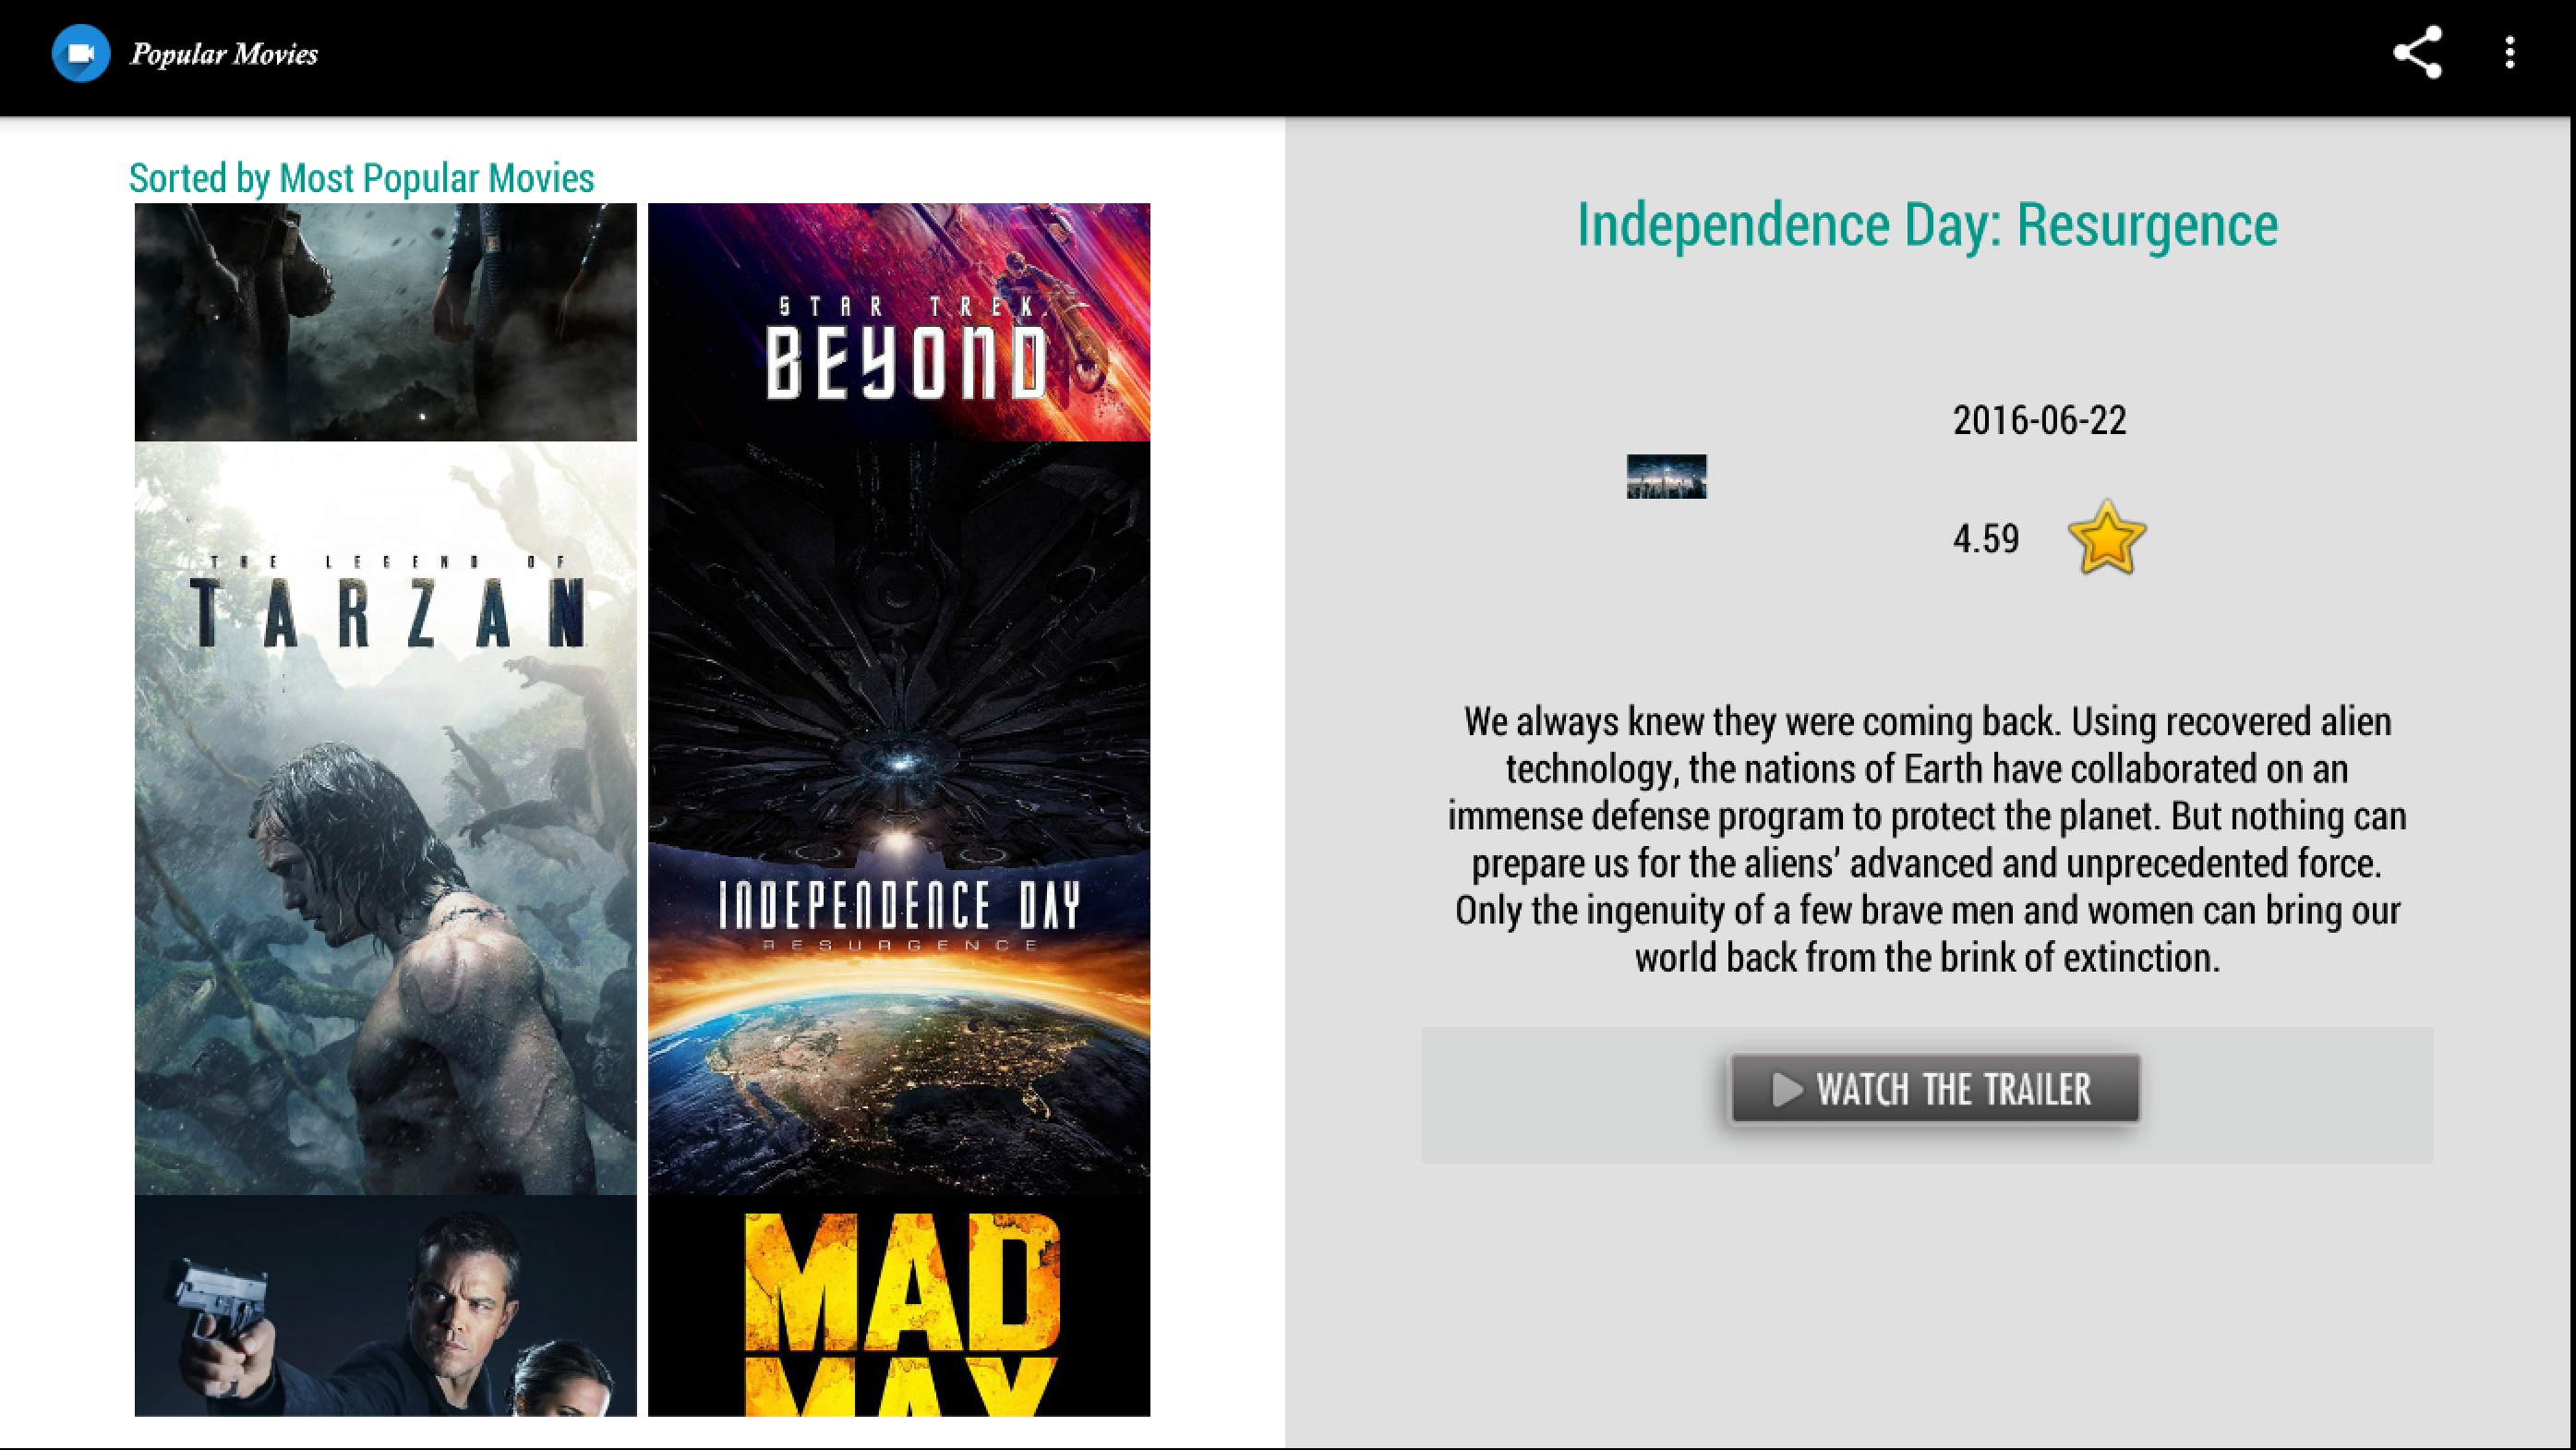 Popular Movies
Sorted by Most Popular Movies
STAR TREK
BEYOND
THE LEGEND OF
TARZAN
INDEPENDENCE DAY
RESURGENCE
MAD
MAX
Independence Day: Resurgence
2016-06-22
4.59
We always knew they were coming back. Using recovered alien
technology, the nations of Earth have collaborated on an
immense defense program to protect the planet. But nothing can
prepare us for the aliens’ advanced and unprecedented force.
Only the ingenuity of a few brave men and women can bring our
world back from the brink of extinction.
WATCH THE TRAILER